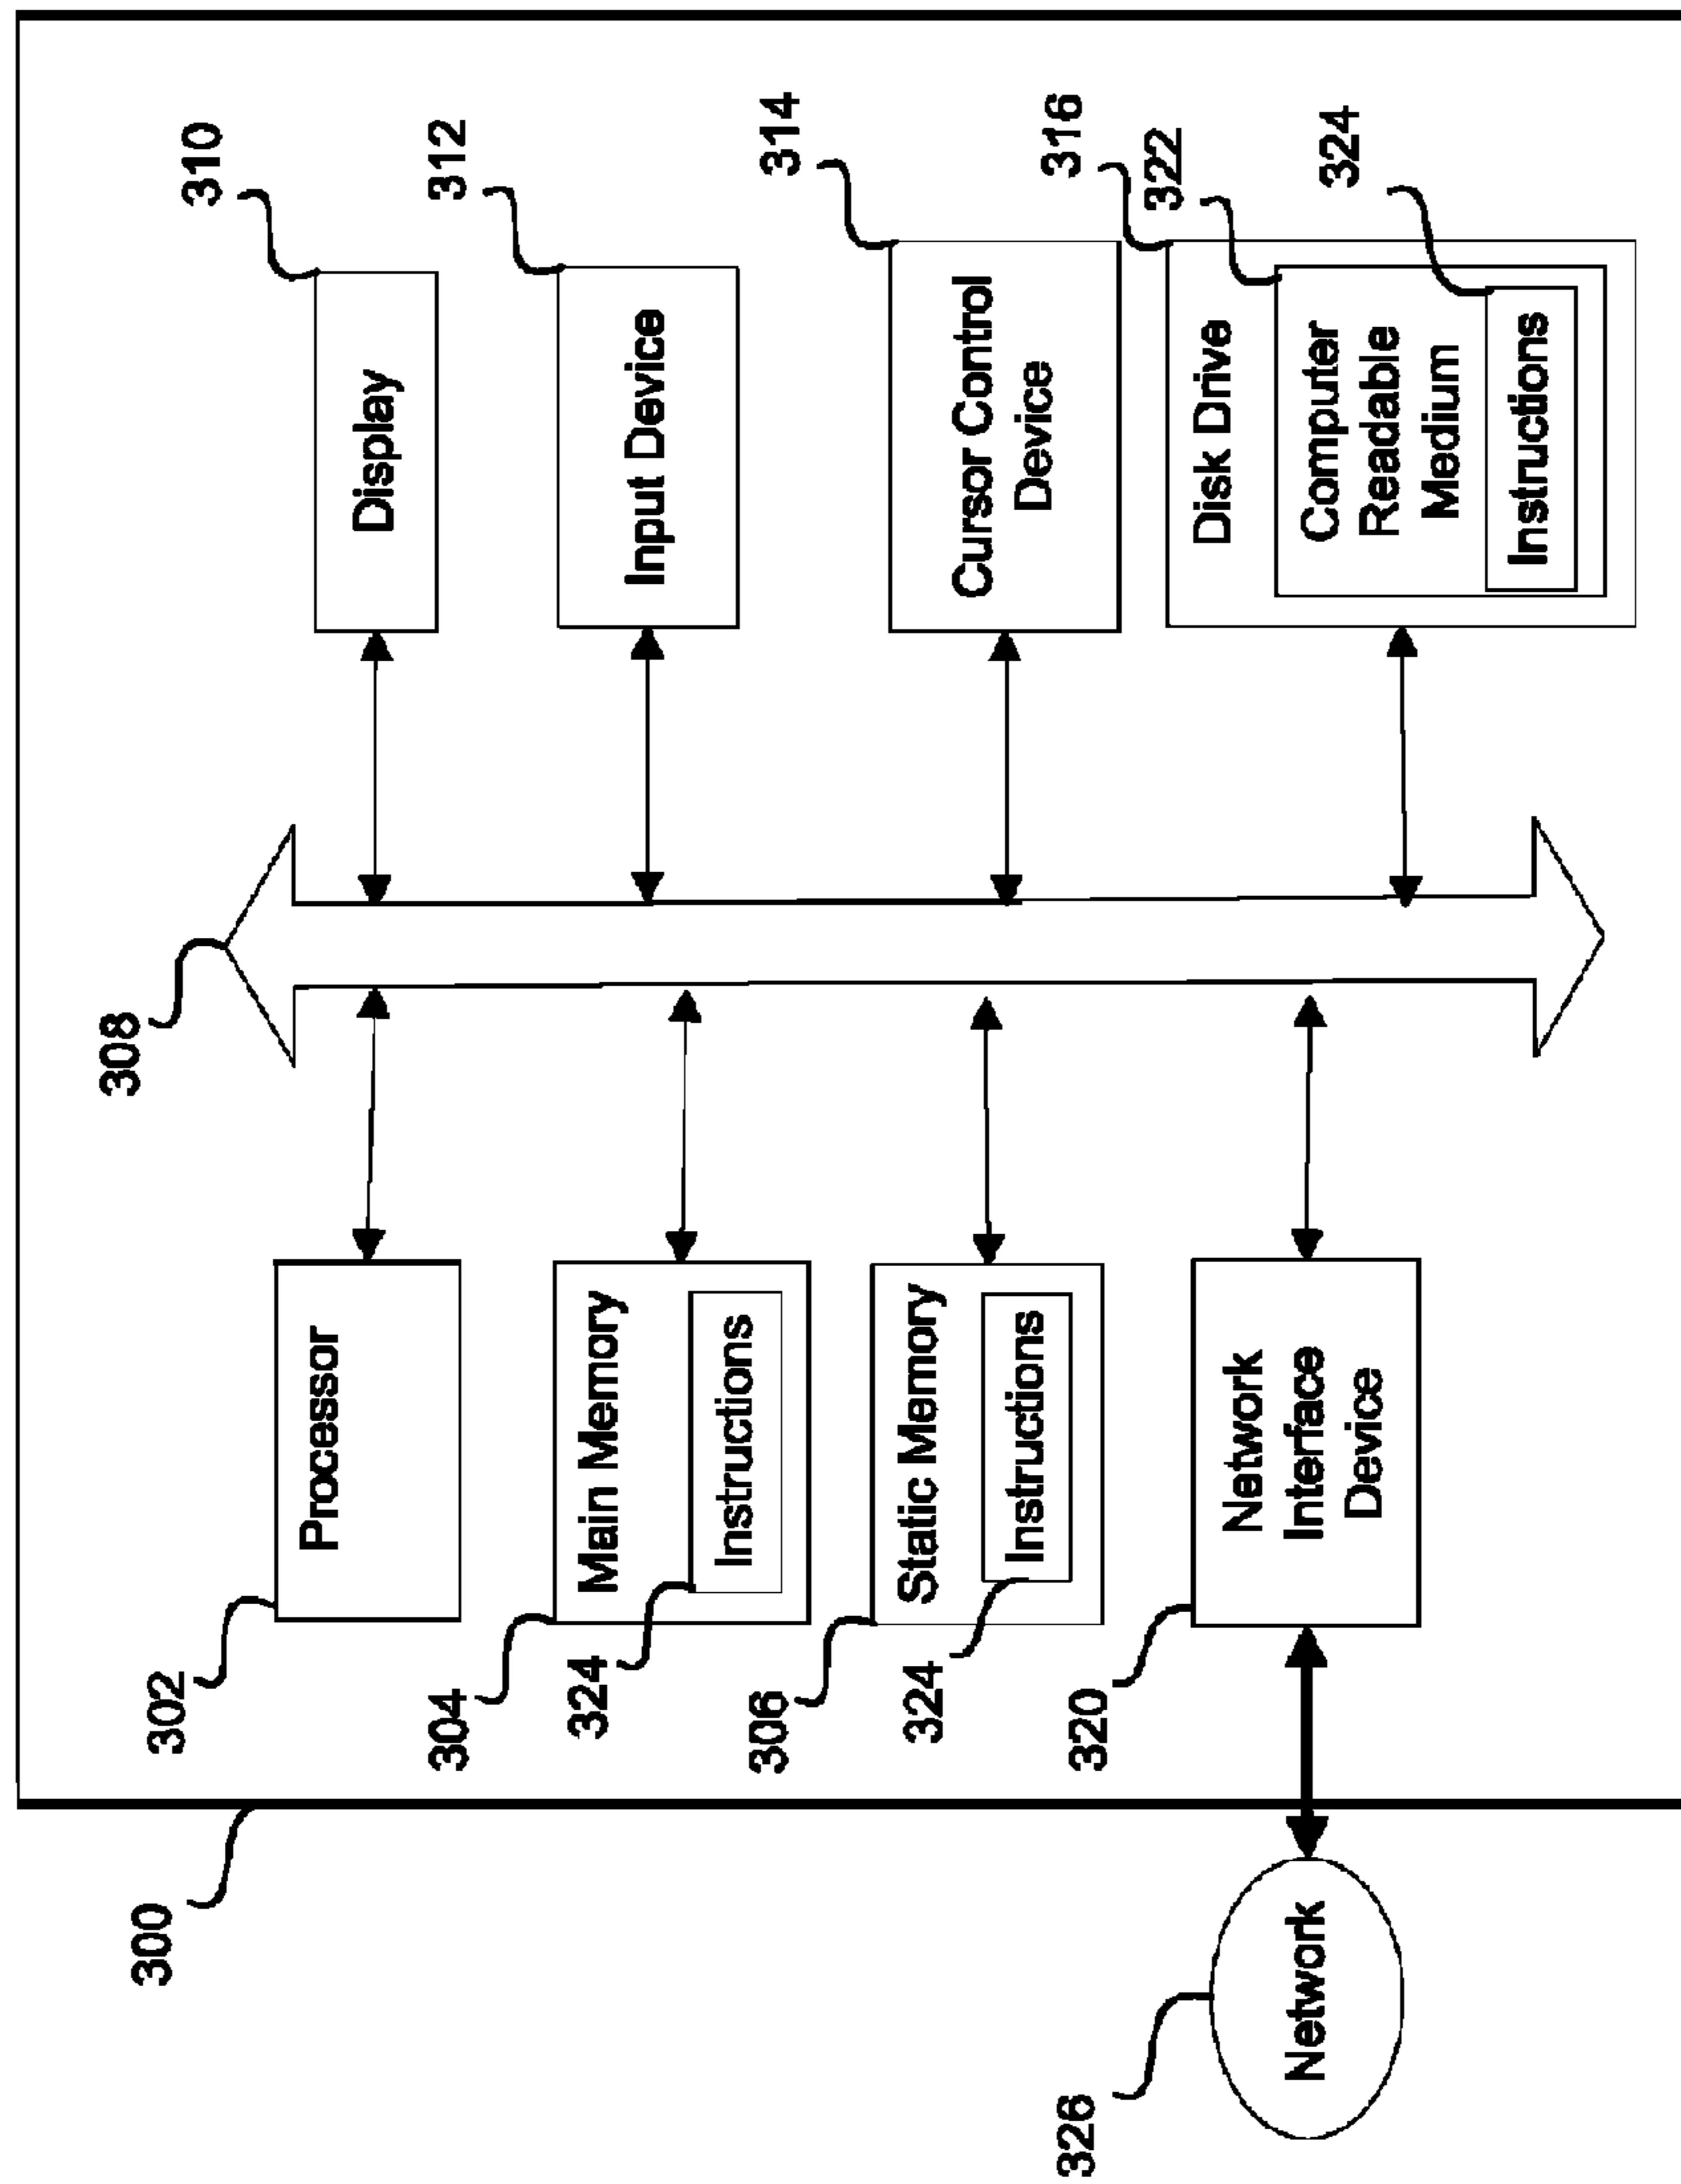 300
308
302
Processor
304
Main Memory
324
Instructions
306
Static Memory
324
Instructions
320
Network
Interface
Device
326
Network
310
Display
312
Input Device
314
Cursor Control
Device
316
Disk Drive
322
Computer
Readable
Medium
324
Instructions